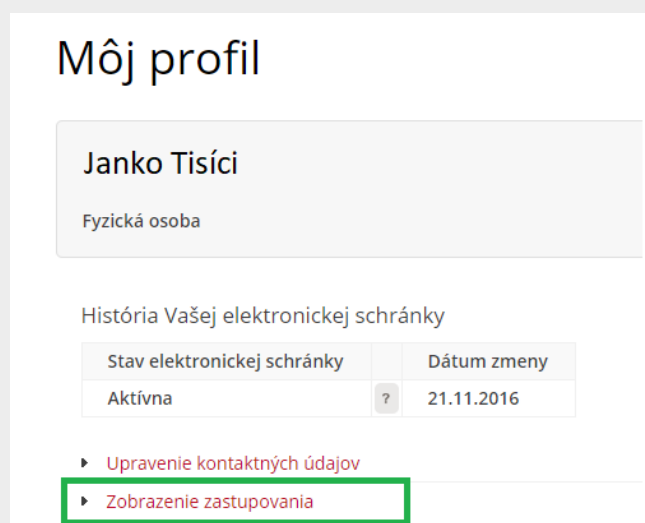 Môj profil
Janko Tisíci
Fyzická osoba
História Vašej elektronickej schránky
Stav elektronickej schránky Dátum zmeny
Aktívna ? 21.11.2016
Upravenie kontaktných údajov
Zobrazenie zastupovania